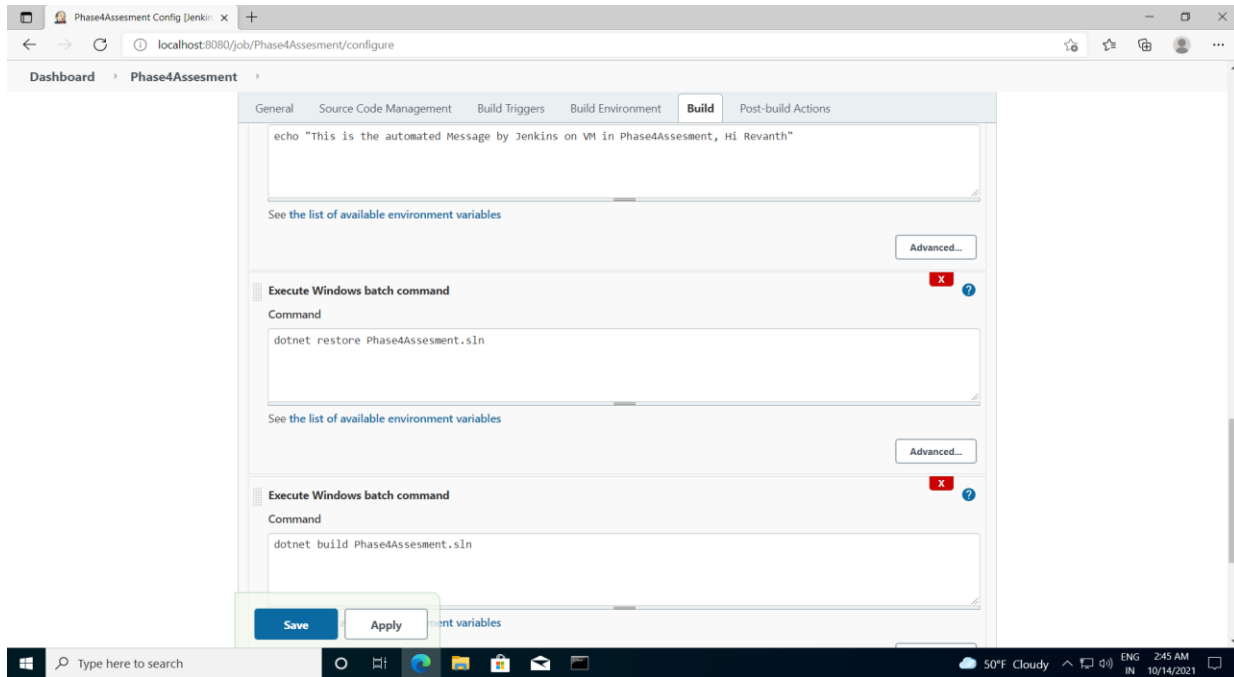 Phase4Assesment Config [Jenkin
localhost:8080/job/Phase4Assesment/configure
Dashboard Phase4Assesment
General Source Code Management Build Triggers Build Environment Build Post-build Actions
echo "This is the automated Message by Jenkins on VM in Phase4Assesment, Hi Revanth"
See the list of available environment variables
Advanced...
X
Execute Windows batch command
?
Command
dotnet restore Phase4Assesment.sln
See the list of available environment variables
Advanced...
X
Execute Windows batch command
?
Command
dotnet build Phase4Assesment.sln
Save Apply ment variables
Type here to search 50°F Cloudy ENG 2:45 AM
IN 10/14/2021